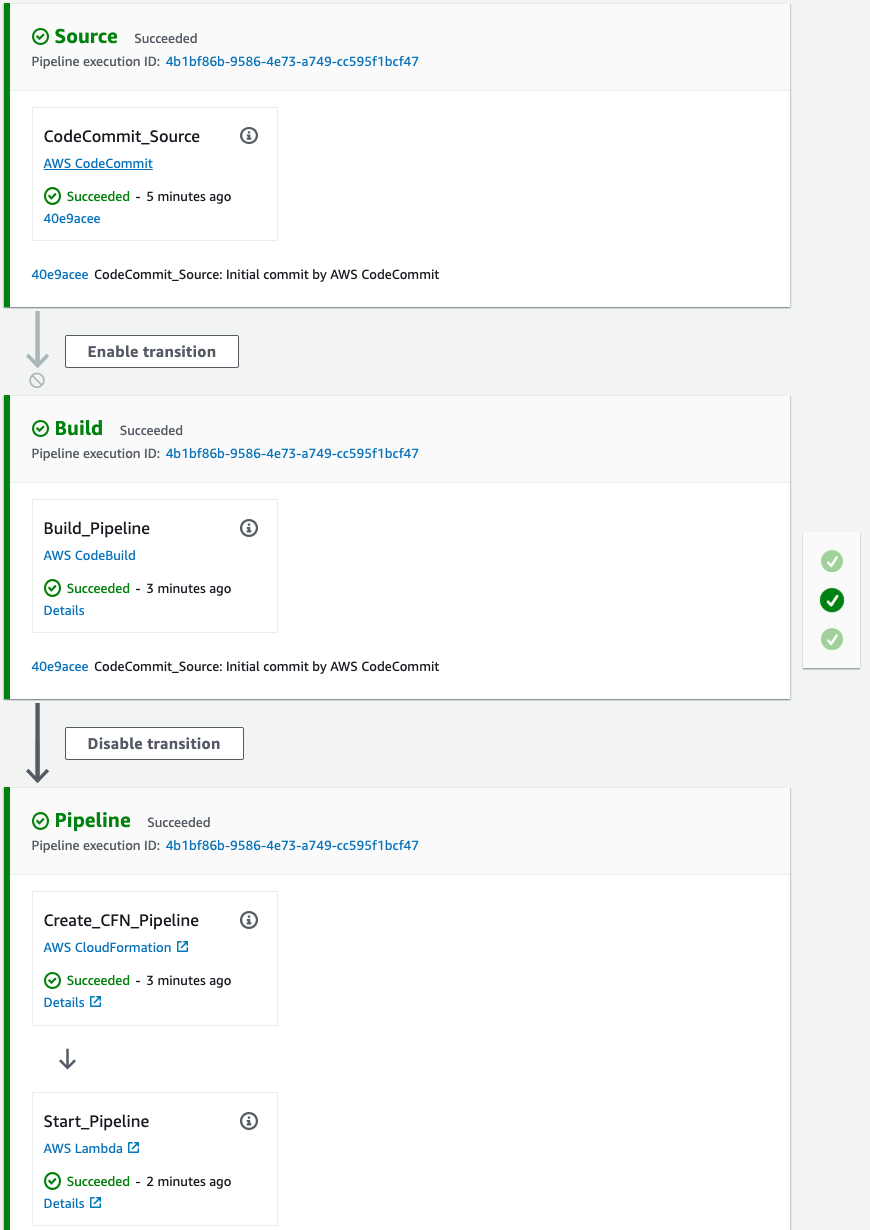 Source Succeeded
Pipeline execution ID: 4b1bf86b-9586-4e73-a749-cc595f1bcf47
CodeCommit_Source
AWS CodeCommit
Succeeded - 5 minutes ago
40e9acee
40e9acee CodeCommit_Source: Initial commit by AWS CodeCommit
Enable transition
Build Succeeded
Pipeline execution ID: 4b1bf86b-9586-4e73-a749-cc595f1bcf47
Build_Pipeline
AWS CodeBuild
Succeeded - 3 minutes ago
Details
40e9acee CodeCommit_Source: Initial commit by AWS CodeCommit
Disable transition
Pipeline Succeeded
Pipeline execution ID: 4b1bf86b-9586-4e73-a749-cc595f1bcf47
Create_CFN_Pipeline
AWS CloudFormation
Succeeded - 3 minutes ago
Details
Start_Pipeline
AWS Lambda
Succeeded - 2 minutes ago
Details